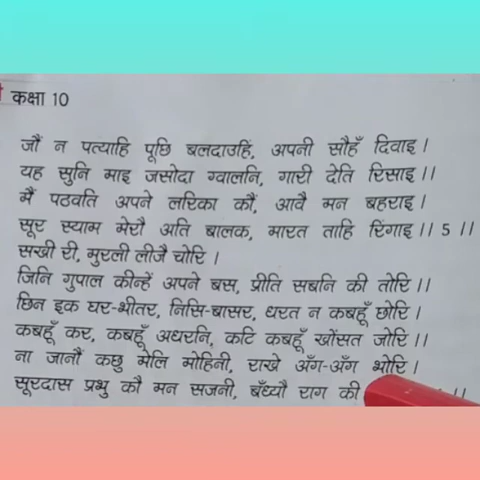 कक्षा 10
जौं न पत्याहि पूछि बलदाउहिं, अपनी सौहँ दिवाइ ।
यह सुनि माइ जसोदा ग्वालनि, गारी देति रिसाइ ।।
मैं पठवति अपने लरिका कौं, आवै मन बहराइ ।
सूर स्याम मेरौ अति बालक, मारत ताहि रिंगाइ ।। 5 ।।
सखी री, मुरली लीजै चोरि ।
जिनि गुपाल कीन्हें अपने बस, प्रीति सबनि की तोरि ।।
छिन इक घर-भीतर, निसि-बासर, धरत न कबहूँ छोरि ।
कबहूँ कर, कबहूँ अधरनि, कटि कबहूँ खोंसत जोरि ।।
ना जानौं कछु मेलि मोहिनी, राखे अँग-अँग भोरि ।
सूरदास प्रभु कौ मन सजनी, बँध्यौ राग की